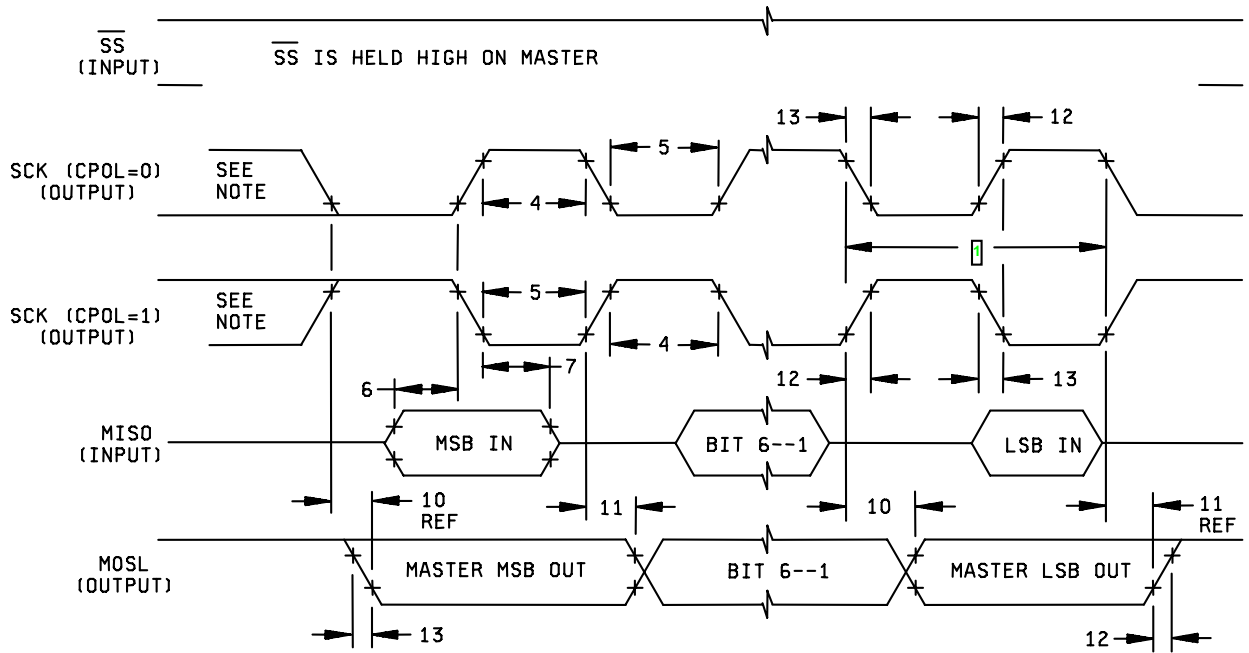 SS
(INPUT)
SS IS HELD HIGH ON MASTER
13
12
SCK (CPOL=0)
(OUTPUT)
SEE
NOTE
5
4
1
SCK (CPOL=1)
(OUTPUT)
SEE
NOTE
5
4
6
7
12
13
MISO
(INPUT)
MSB IN
BIT 6--1
LSB IN
10
REF
11
10
11
REF
MOSL
(OUTPUT)
MASTER MSB OUT
BIT 6--1
MASTER LSB OUT
13
12